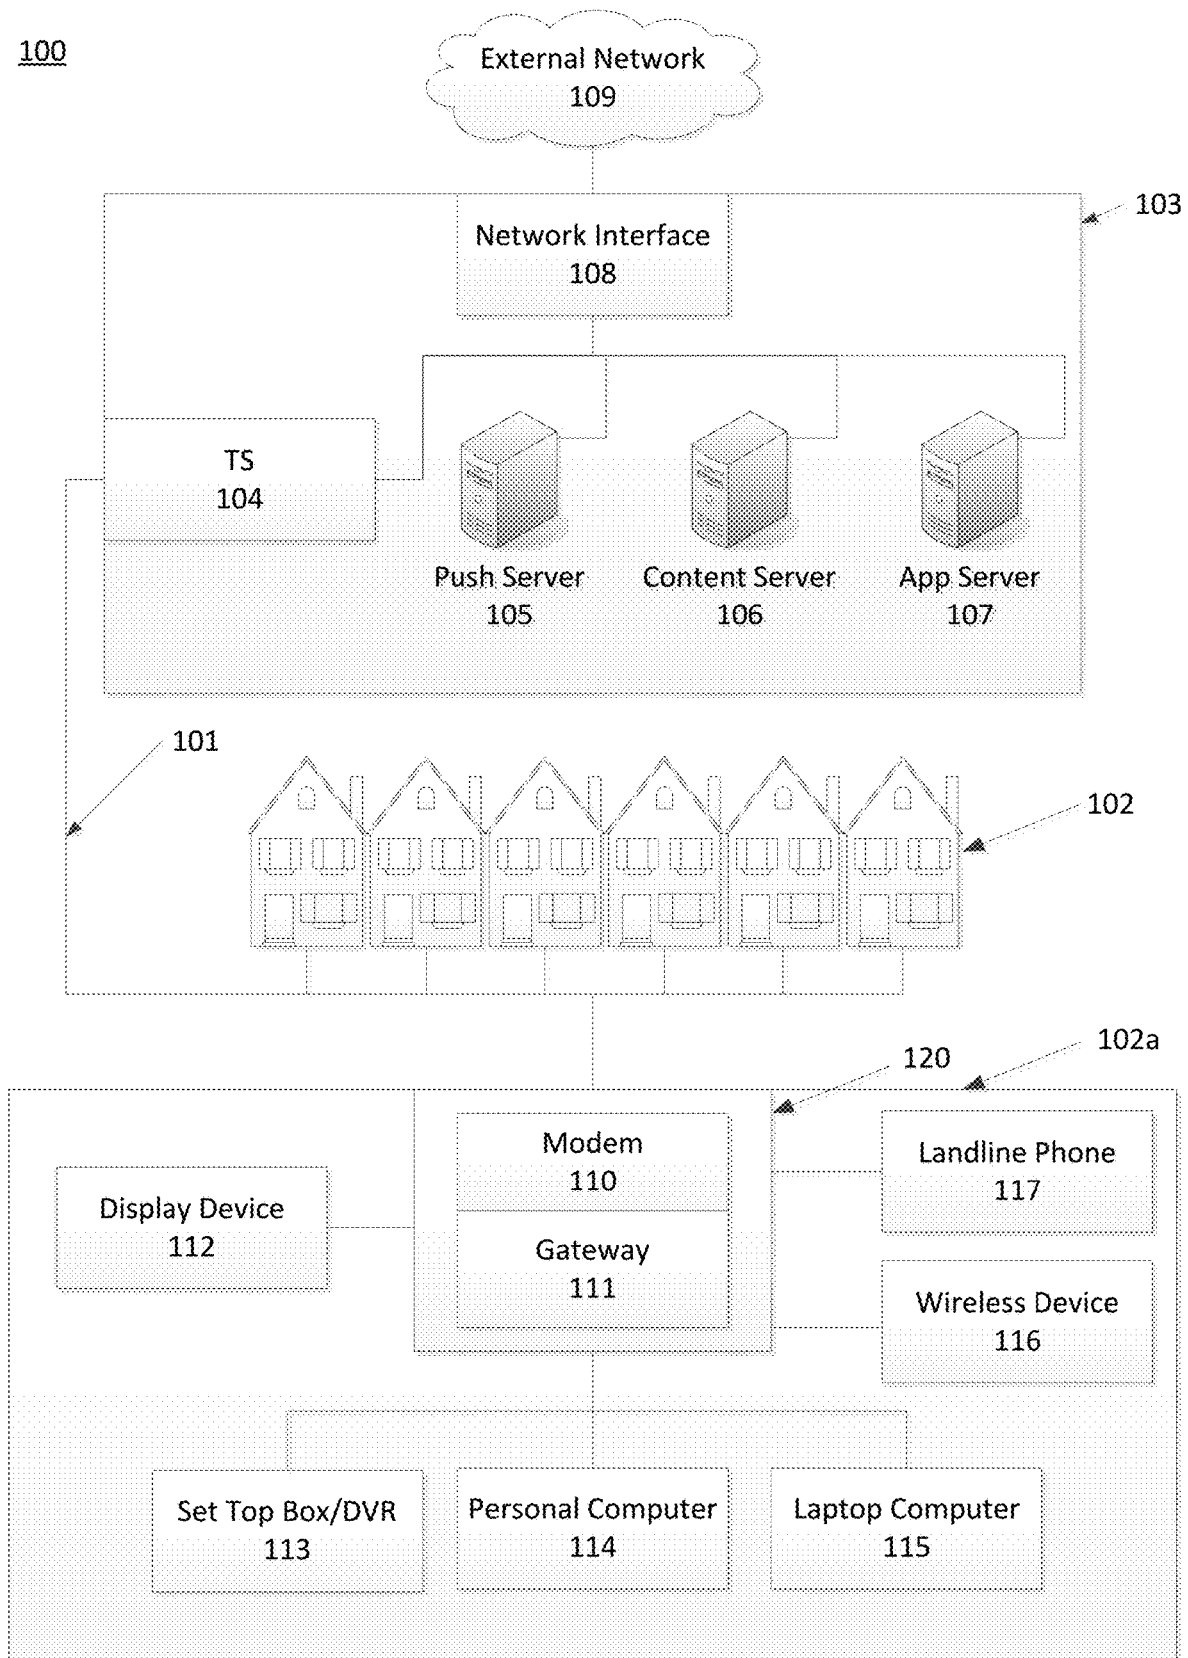 100
External Network
109
103
Network Interface
108
TS
104
Push Server
105
Content Server
106
App Server
107
101
102
102a
120
Modem
110
Landline Phone
117
Display Device
112
Gateway
111
Wireless Device
116
Set Top Box/DVR
113
Personal Computer
114
Laptop Computer
115